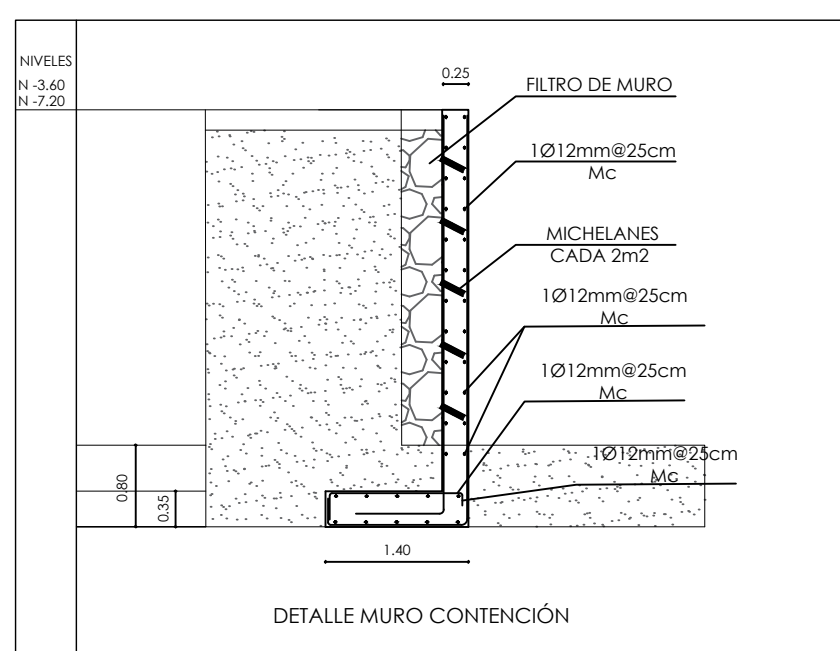 NIVELES
N -3.60
N -7.20
0.25
FILTRO DE MURO
1Ø12mm@25cm
Mc
MICHELANES
CADA 2m2
1Ø12mm@25cm
Mc
1Ø12mm@25cm
Mc
1Ø12mm@25cm
Mc
0.80
0.35
1.40
DETALLE MURO CONTENCIÓN